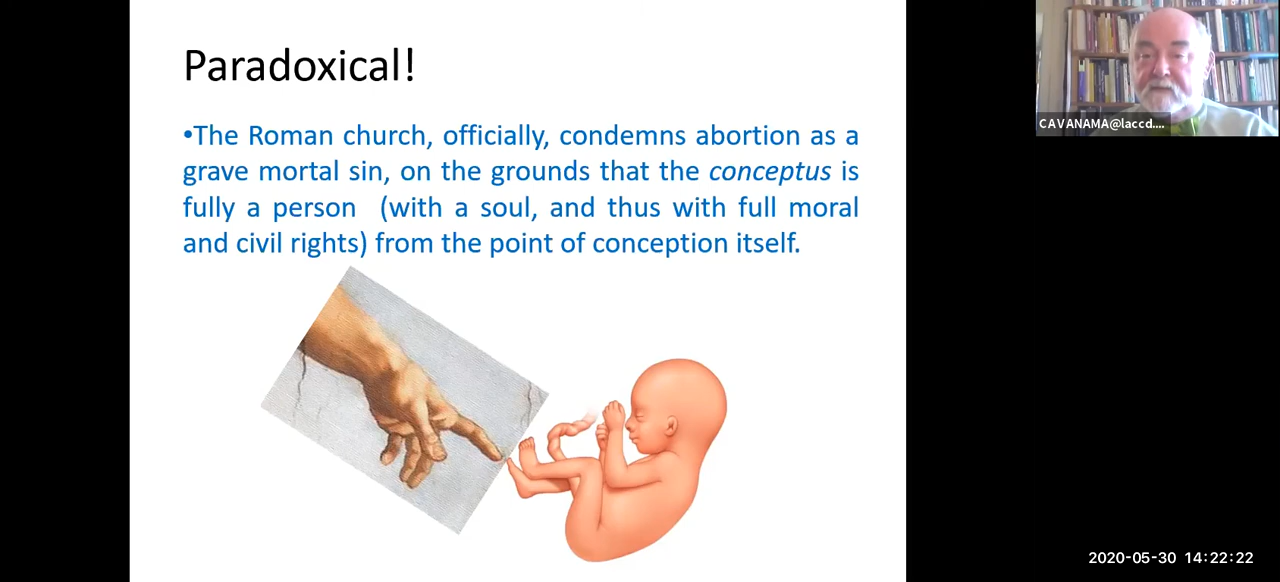 Paradoxical!
•The Roman church, officially, condemns abortion as a
grave mortal sin, on the grounds that the conceptus is
fully a person (with a soul, and thus with full moral
and civil rights) from the point of conception itself.
CAVANAMA@laccd....
2020-05-30 14:22:22